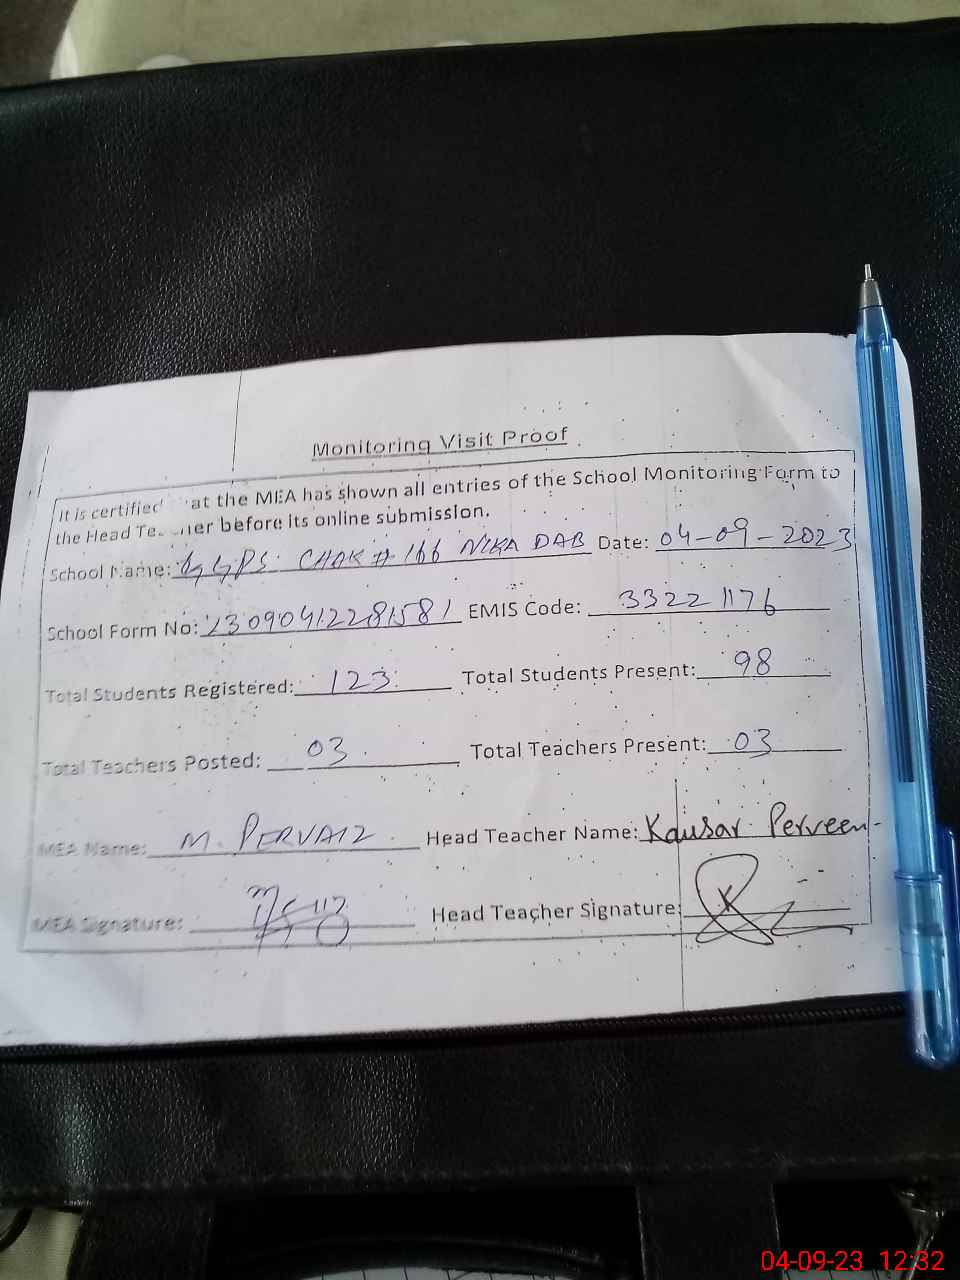 Monitoring Visit Proof
It is certified at the MEA has shown all entries of the School Monitoring Form to
the Head Te  her before its online submission.
School Name: GGPS CHAK # 166 NIKA DAB Date: 04-09-2023
School Form No: 13090412281581 EMIS Code: 33221176
Total Students Registered: 123 Total Students Present: 98
Total Teachers Posted: 03 Total Teachers Present: 03
MEA Name: M. PERVAIZ Head Teacher Name: Kausar Perveen
MEA Signature: Head Teacher Signature:
04-09-23 12:32